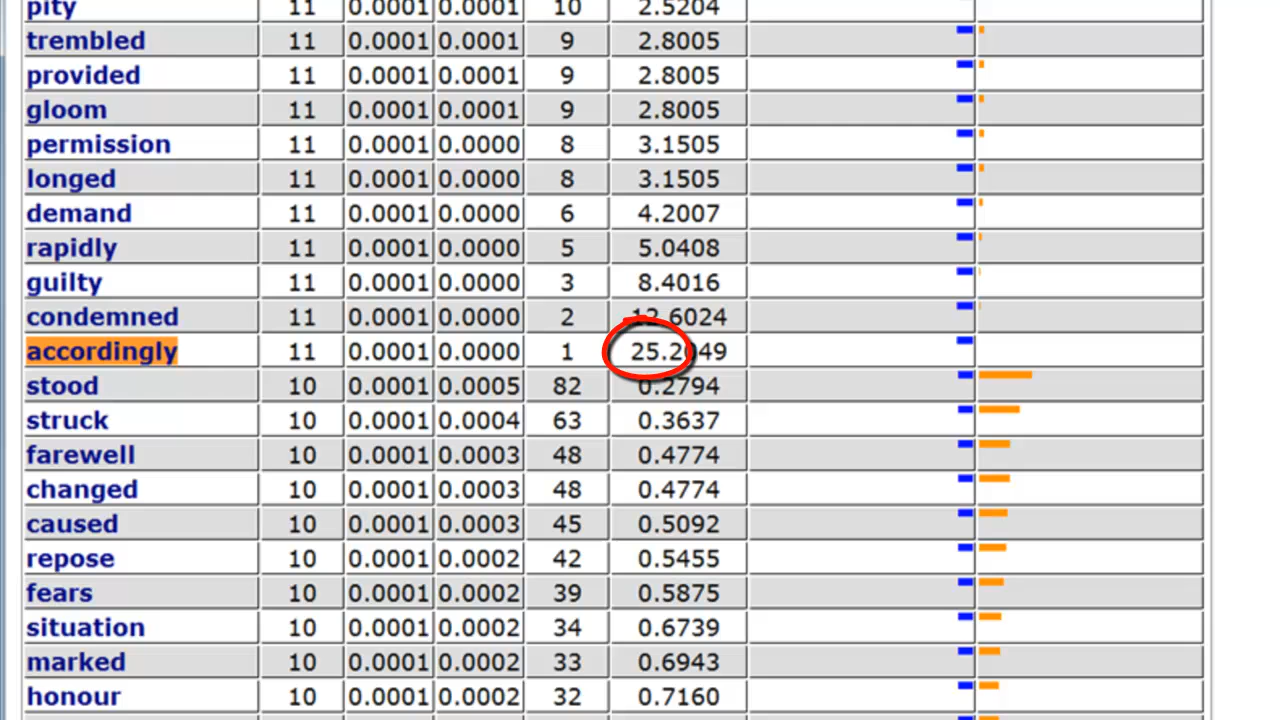 pity 11 0.0001 0.0001 10 2.5204
trembled 11 0.0001 0.0001 9 2.8005
provided 11 0.0001 0.0001 9 2.8005
gloom 11 0.0001 0.0001 9 2.8005
permission 11 0.0001 0.0000 8 3.1505
longed 11 0.0001 0.0000 8 3.1505
demand 11 0.0001 0.0000 6 4.2007
rapidly 11 0.0001 0.0000 5 5.0408
guilty 11 0.0001 0.0000 3 8.4016
condemned 11 0.0001 0.0000 2 12.6024
accordingly 11 0.0001 0.0000 1 25.2049
stood 10 0.0001 0.0005 82 0.2794
struck 10 0.0001 0.0004 63 0.3637
farewell 10 0.0001 0.0003 48 0.4774
changed 10 0.0001 0.0003 48 0.4774
caused 10 0.0001 0.0003 45 0.5092
repose 10 0.0001 0.0002 42 0.5455
fears 10 0.0001 0.0002 39 0.5875
situation 10 0.0001 0.0002 34 0.6739
marked 10 0.0001 0.0002 33 0.6943
honour 10 0.0001 0.0002 32 0.7160